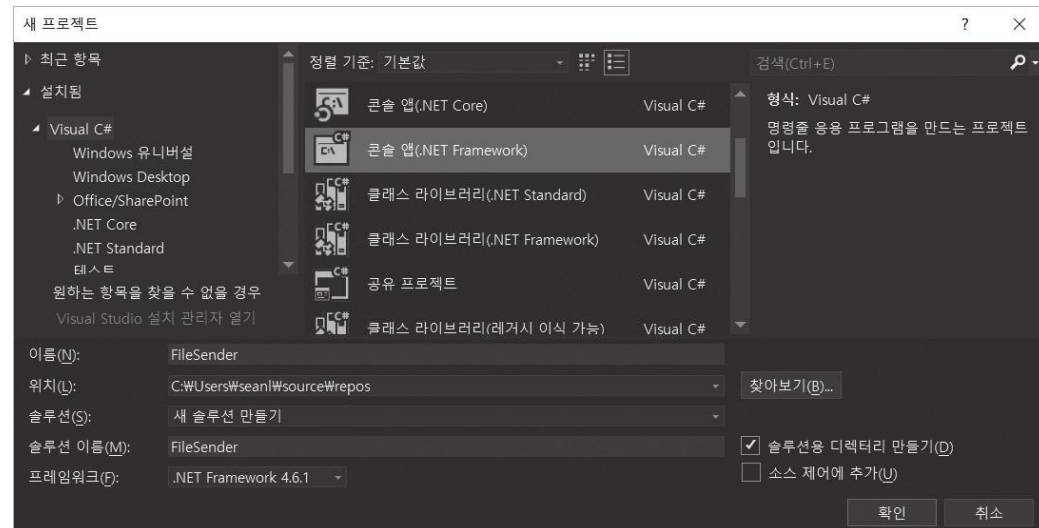 새 프로젝트 ? ×
최근 항목
설치됨
Visual C#
Windows 유니버설
Windows Desktop
Office/SharePoint
.NET Core
.NET Standard
테스트
원하는 항목을 찾을 수 없을 경우
Visual Studio 설치 관리자 열기
정렬 기준: 기본값
콘솔 앱(.NET Core) Visual C#
콘솔 앱(.NET Framework) Visual C#
클래스 라이브러리(.NET Standard) Visual C#
클래스 라이브러리(.NET Framework) Visual C#
공유 프로젝트 Visual C#
클래스 라이브러리(레거시 이식 가능) Visual C#
검색(Ctrl+E)
형식: Visual C#
명령줄 응용 프로그램을 만드는 프로젝트
입니다.
이름(N): FileSender
위치(L): C:₩Users₩seanl₩source₩repos 찾아보기(B)...
솔루션(S): 새 솔루션 만들기
솔루션 이름(M): FileSender 솔루션용 디렉터리 만들기(D)
프레임워크(F): .NET Framework 4.6.1 소스 제어에 추가(U)
확인 취소